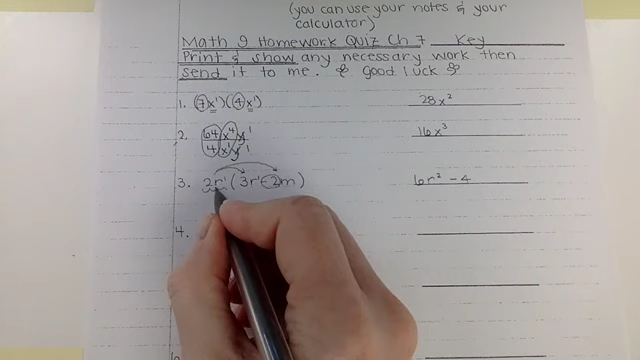 (you can use your notes & your
calculator)
Math 9 Homework Quiz Ch 7 Key
Print & show any necessary work then
send it to me. & good luck &
1. (7x¹)(4x¹) 28x²
2. 64x⁴y¹ 16x³
4x¹y¹
3. 2r¹(3r¹-2m) 6r² - 4
4.